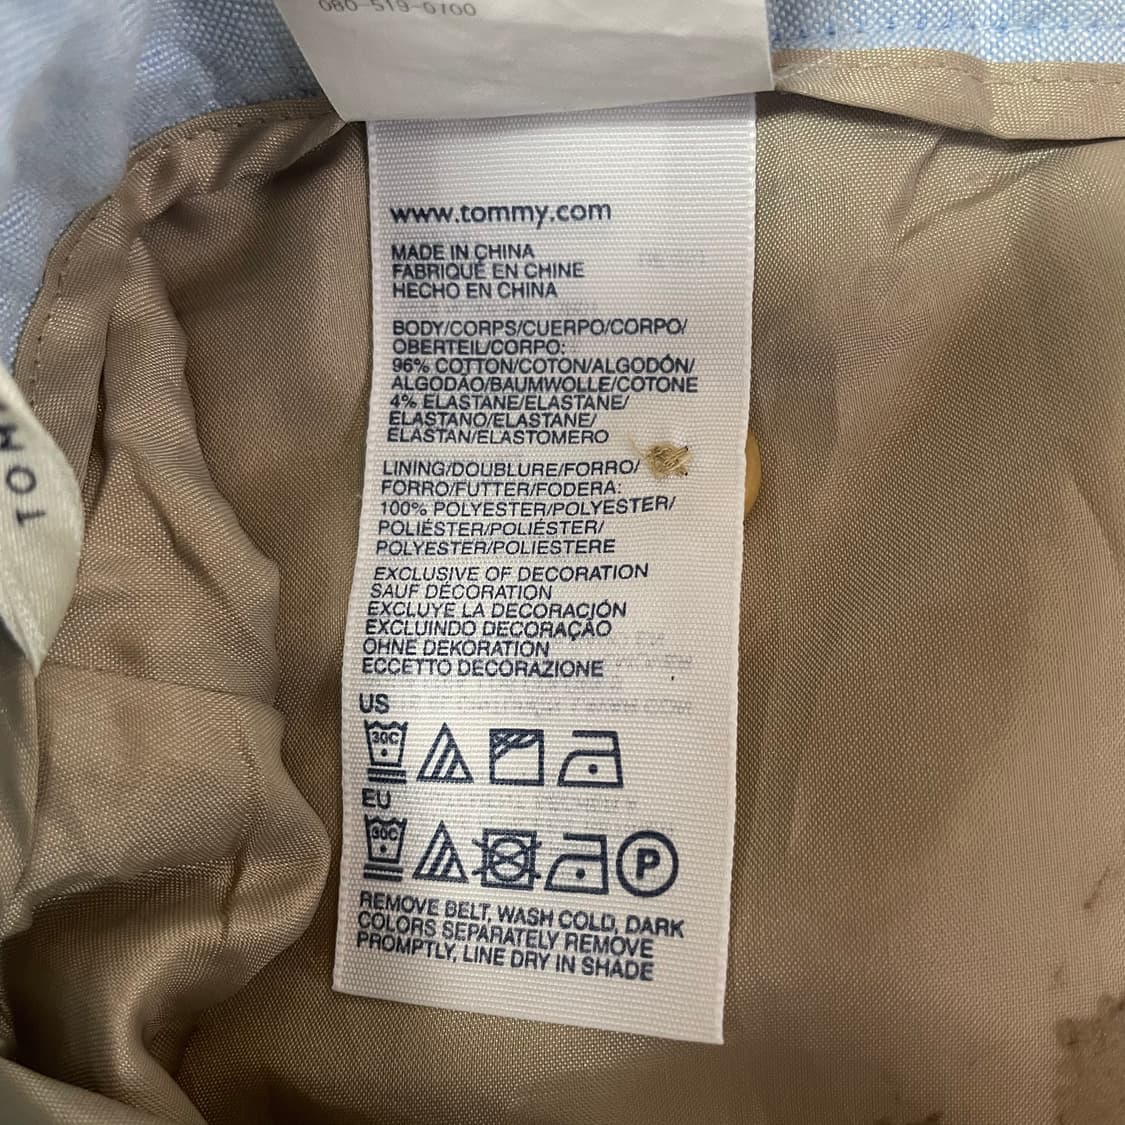 080-519-0700
www.tommy.com
MADE IN CHINA
FABRIQUÉ EN CHINE
HECHO EN CHINA
BODY/CORPS/CUERPO/CORPO/
OBERTEIL/CORPO:
96% COTTON/COTON/ALGODÓN/
ALGODÃO/BAUMWOLLE/COTONE
4% ELASTANE/ELASTANE/
ELASTANO/ELASTANE/
ELASTAN/ELASTOMERO
LINING/DOUBLURE/FORRO/
FORRO/FUTTER/FODERA:
100% POLYESTER/POLYESTER/
POLIÉSTER/POLIÉSTER/
POLYESTER/POLIESTERE
EXCLUSIVE OF DECORATION
SAUF DÉCORATION
EXCLUYE LA DECORACIÓN
EXCLUINDO DECORAÇÃO
OHNE DEKORATION
ECCETTO DECORAZIONE
US
30C
EU
30C
P
REMOVE BELT, WASH COLD, DARK
COLORS SEPARATELY REMOVE
PROMPTLY, LINE DRY IN SHADE
TOM